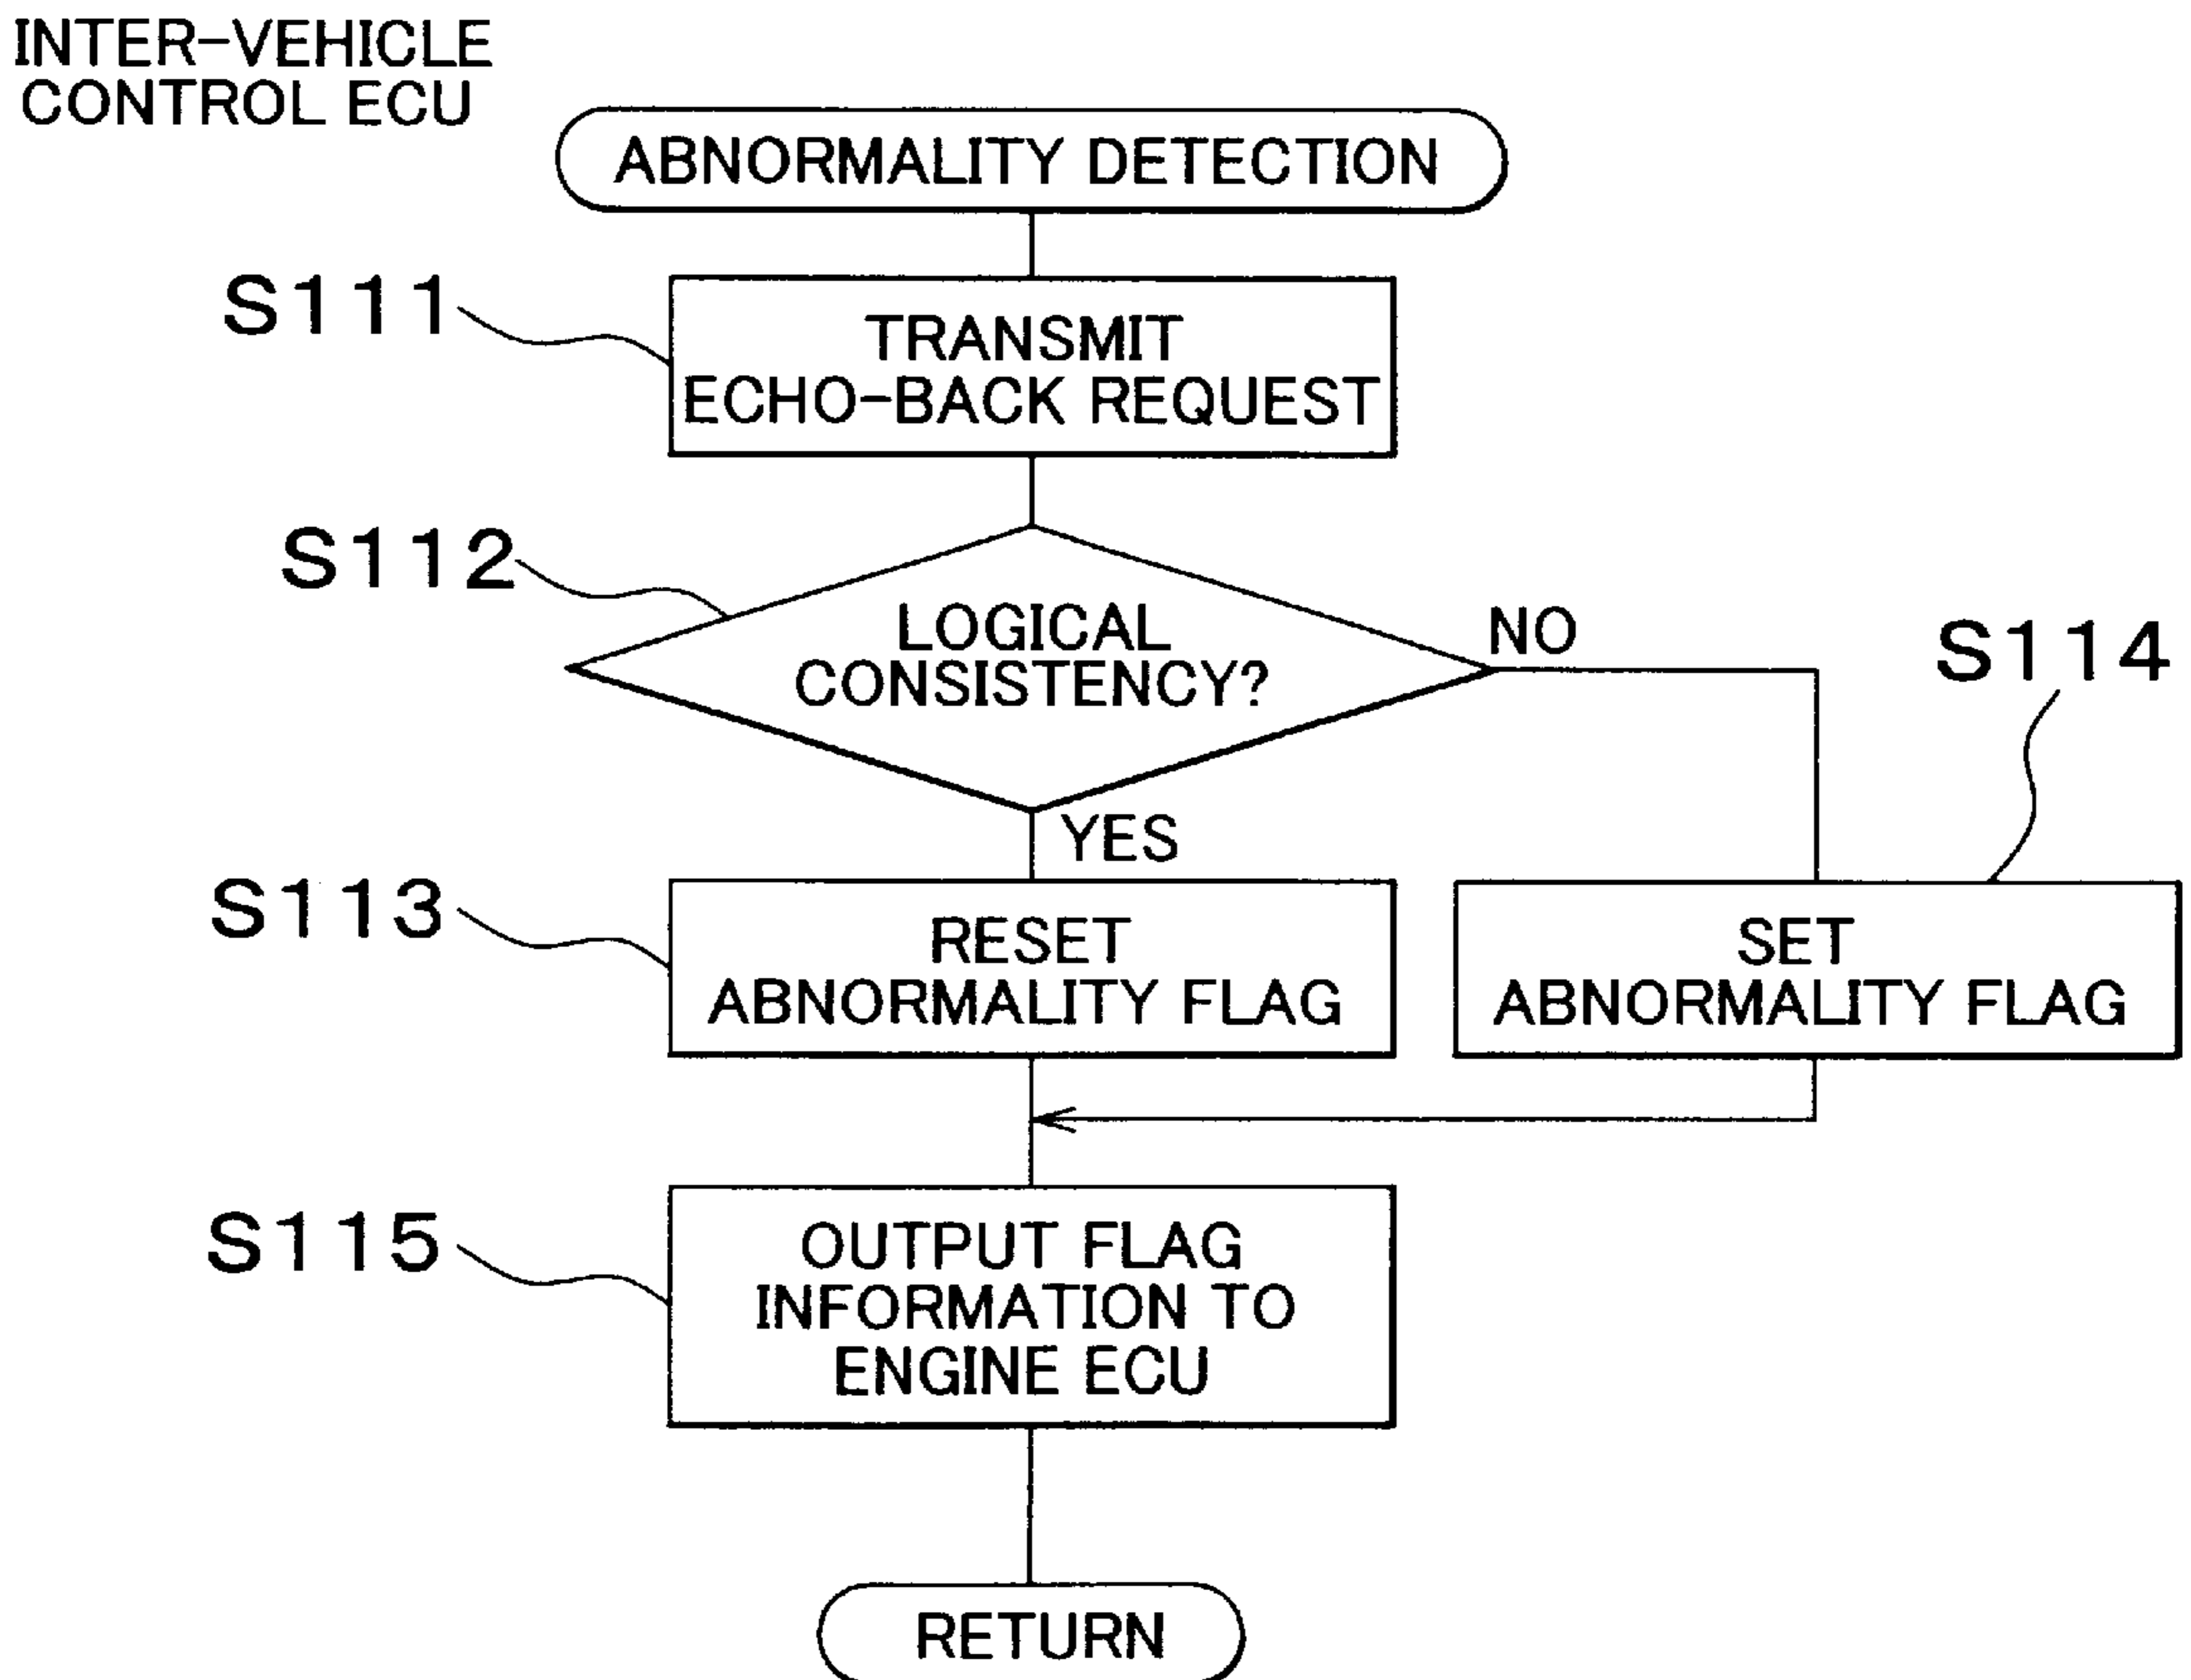 INTER-VEHICLE
CONTROL ECU
ABNORMALITY DETECTION
S111
TRANSMIT
ECHO-BACK REQUEST
S112
LOGICAL
CONSISTENCY?
NO
S114
YES
S113
RESET
ABNORMALITY FLAG
SET
ABNORMALITY FLAG
S115
OUTPUT FLAG
INFORMATION TO
ENGINE ECU
RETURN